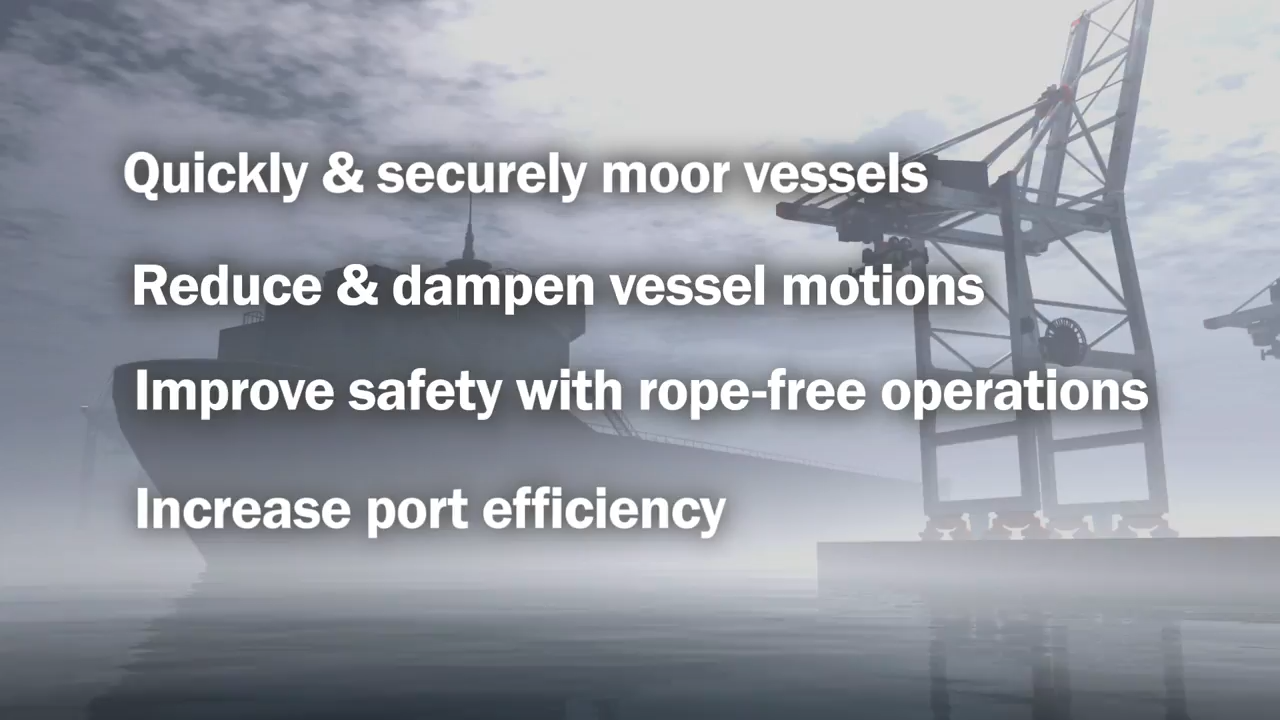 Quickly & securely moor vessels
Reduce & dampen vessel motions
Improve safety with rope-free operations
Increase port efficiency